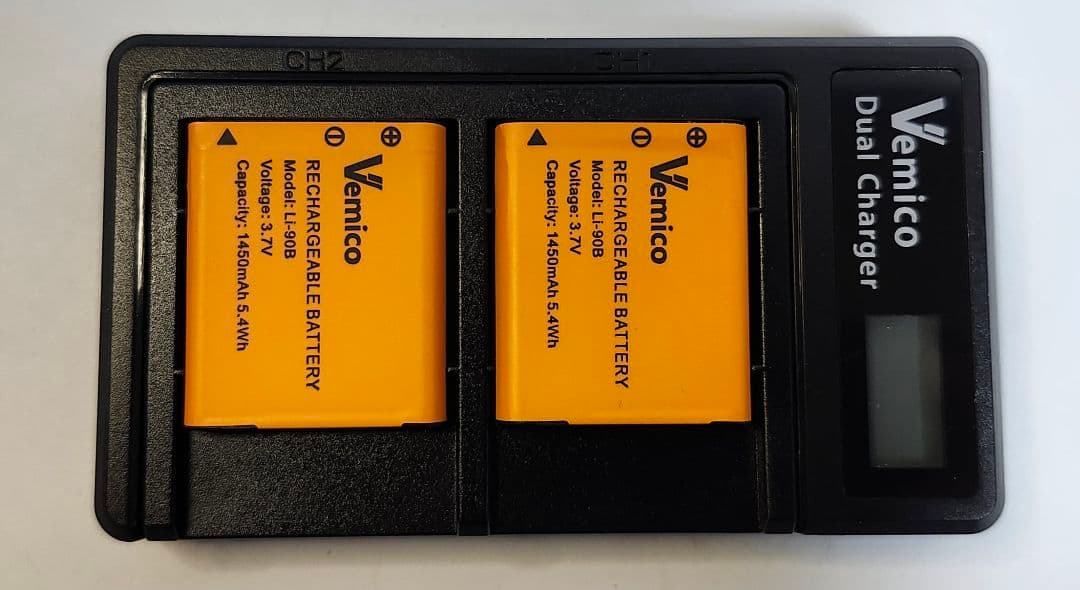 CH2
CH1
Vemico
RECHARGEABLE BATTERY
Model: Li-90B
Voltage: 3.7V
Capacity: 1450mAh 5.4Wh
Vemico
RECHARGEABLE BATTERY
Model: Li-90B
Voltage: 3.7V
Capacity: 1450mAh 5.4Wh
Vemico
Dual Charger